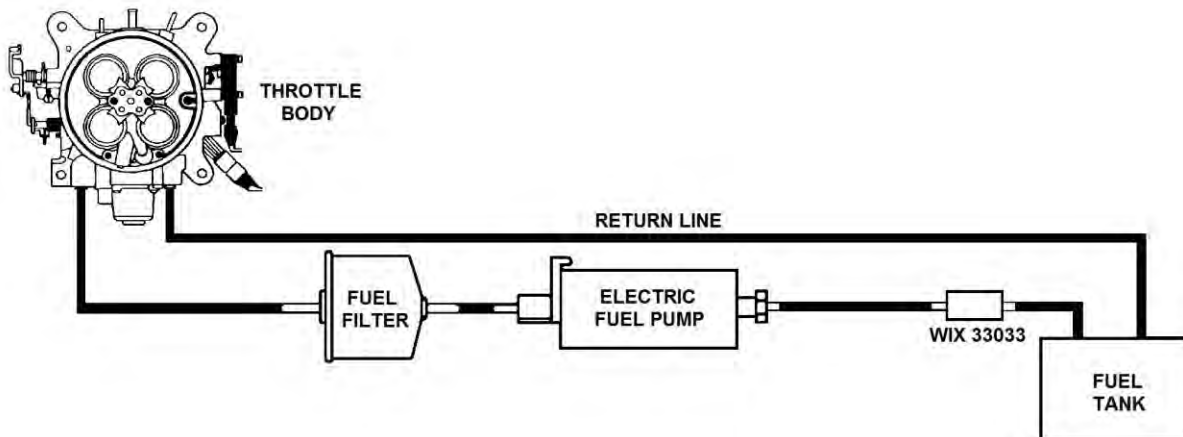 THROTTLE
BODY
RETURN LINE
FUEL
FILTER
ELECTRIC
FUEL PUMP
WIX 33033
FUEL
TANK